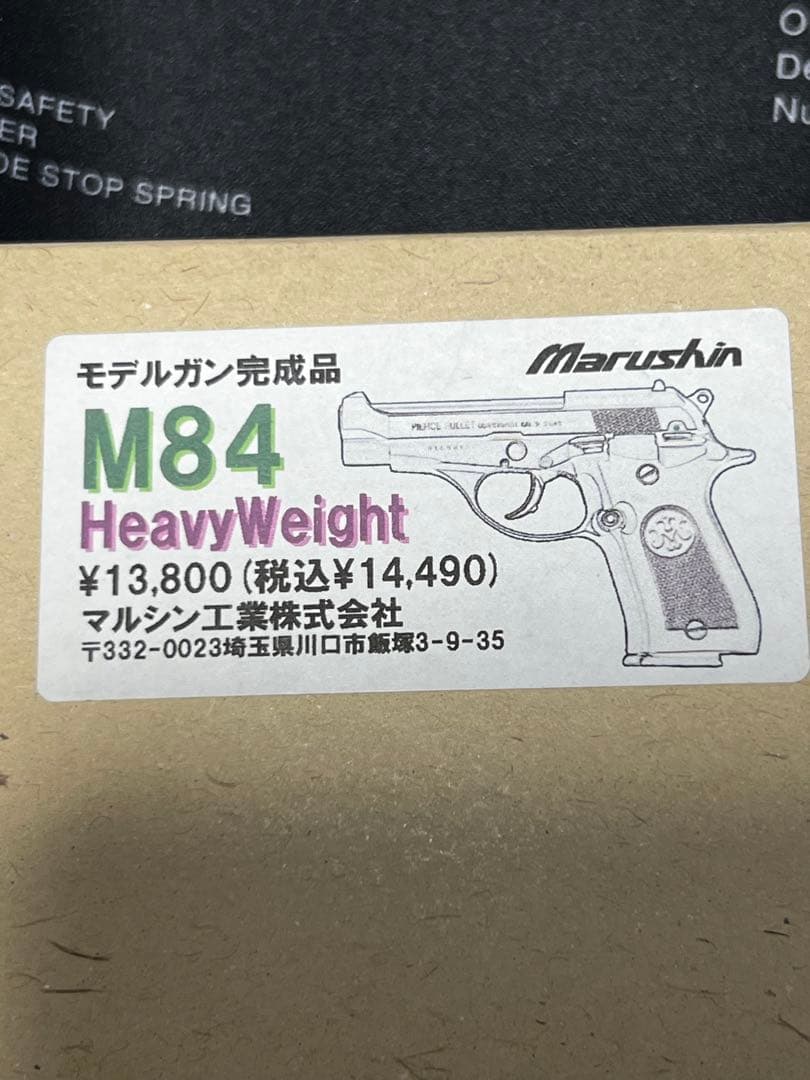 SAFETY
ER
DE STOP SPRING
O
De
Nu
モデルガン完成品
Marushin
M84
HeavyWeight
¥13,800(税込¥14,490)
マルシン工業株式会社
〒332-0023埼玉県川口市飯塚3-9-35